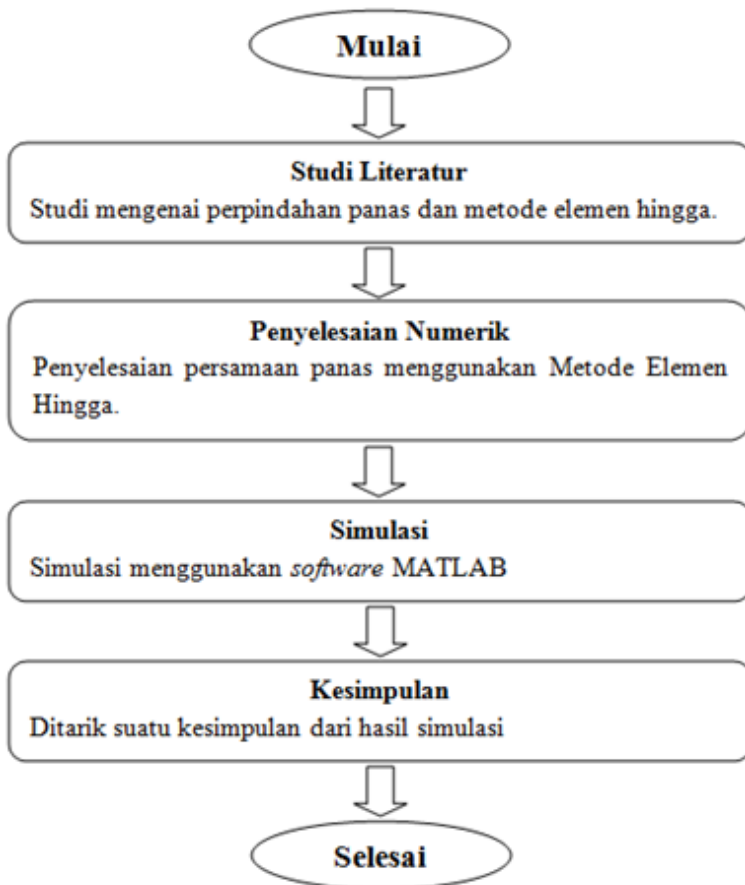 Mulai
Studi Literatur
Studi mengenai perpindahan panas dan metode elemen hingga.
Penyelesaian Numerik
Penyelesaian persamaan panas menggunakan Metode Elemen
Hingga.
Simulasi
Simulasi menggunakan software MATLAB
Kesimpulan
Ditarik suatu kesimpulan dari hasil simulasi
Selesai